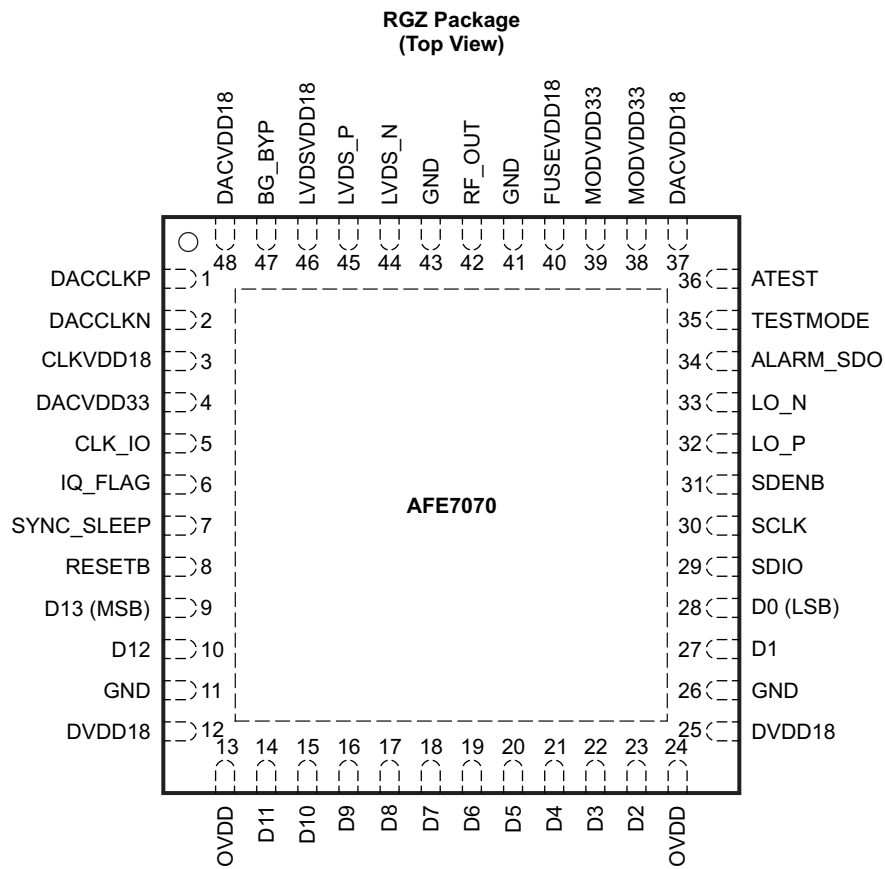 RGZ Package
(Top View)
DACVDD18
BG_BYP
LVDSVDD18
LVDS_P
LVDS_N
GND
RF_OUT
GND
FUSEVDD18
MODVDD33
MODVDD33
DACVDD18
48 47 46 45 44 43 42 41 40 39 38 37
DACCLKP 1 36 ATEST
DACCLKN 2 35 TESTMODE
CLKVDD18 3 34 ALARM_SDO
DACVDD33 4 33 LO_N
CLK_IO 5 32 LO_P
IQ_FLAG 6 31 SDENB
AFE7070
SYNC_SLEEP 7 30 SCLK
RESETB 8 29 SDIO
D13 (MSB) 9 28 D0 (LSB)
D12 10 27 D1
GND 11 26 GND
DVDD18 12 25 DVDD18
13 14 15 16 17 18 19 20 21 22 23 24
OVDD
D11
D10
D9
D8
D7
D6
D5
D4
D3
D2
OVDD